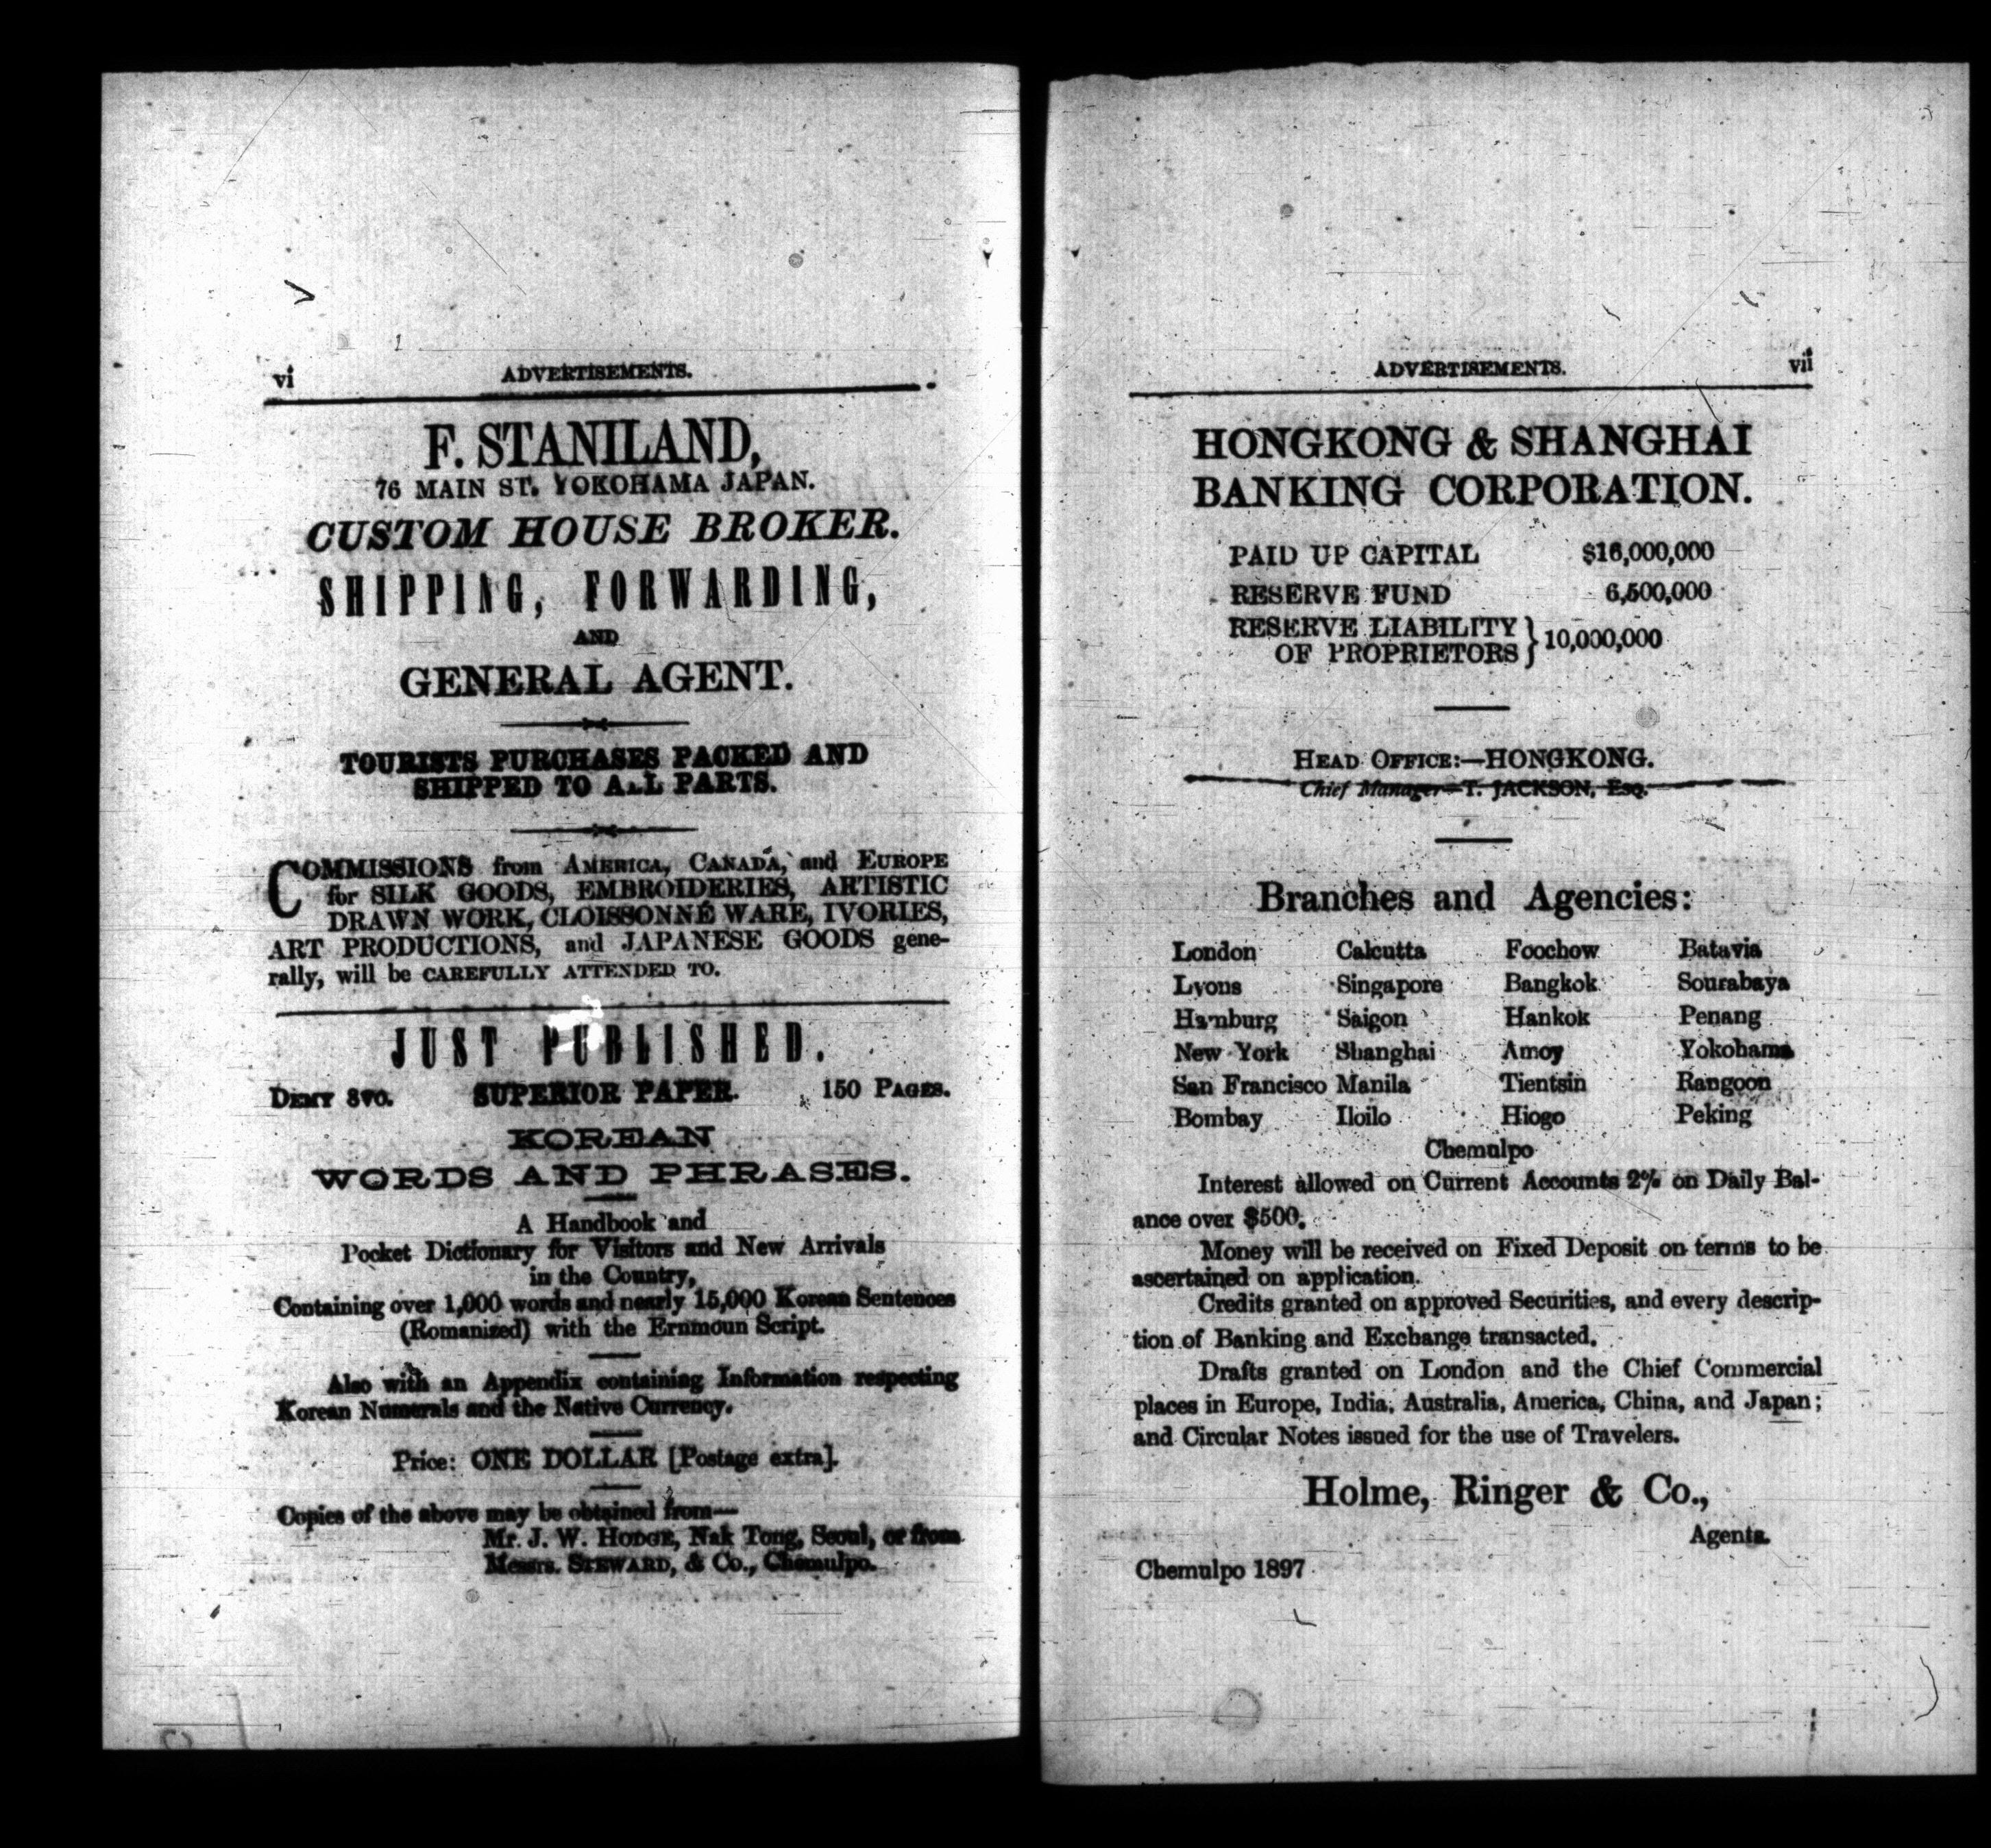 vi
ADVERTISEMENTS.
F. STANILAND,
76 MAIN ST. YOKOHAMA JAPAN.
CUSTOM HOUSE BROKER.
SHIPPING, FORWARDING,
AND
GENERAL AGENT.
TOURISTS PURCHASES PACKED AND
SHIPPED TO ALL PARTS.
COMMISSIONS from AMERICA, CANADA, and EUROPE
for SILK GOODS, EMBROIDERIES, ARTISTIC
DRAWN WORK, CLOISSONNÉ WARE, IVORIES,
ART PRODUCTIONS, and JAPANESE GOODS gene-
rally, will be CAREFULLY ATTENDED TO.
JUST PUBLISHED.
DEMY 8vo. SUPERIOR PAPER. 150 PAGES.
KOREAN
WORDS AND PHRASES.
A Handbook and
Pocket Dictionary for Visitors and New Arrivals
in the Country,
Containing over 1,000 words and nearly 15,000 Korean Sentences
(Romanized) with the Ernmoun Script.
Also with an Appendix containing Information respecting
Korean Numerals and the Native Currency.
Price: ONE DOLLAR [Postage extra].
Copies of the above may be obtained from—
Mr. J. W. HODGE, Nak Tong, Seoul, or from
Messrs. STEWARD, & Co., Chemulpo.
ADVERTISEMENTS. vii
HONGKONG & SHANGHAI
BANKING CORPORATION.
PAID UP CAPITAL $16,000,000
RESERVE FUND 6,500,000
RESERVE LIABILITY
OF PROPRIETORS } 10,000,000
HEAD OFFICE:—HONGKONG.
Chief Manager—T. JACKSON, Esq.
Branches and Agencies:
London Calcutta Foochow Batavia
Lyons Singapore Bangkok Sourabaya
Hamburg Saigon Hankok Penang
New York Shanghai Amoy Yokohama
San Francisco Manila Tientsin Rangoon
Bombay Iloilo Hiogo Peking
Chemulpo
Interest allowed on Current Accounts 2% on Daily Bal-
ance over $500.
Money will be received on Fixed Deposit on terms to be
ascertained on application.
Credits granted on approved Securities, and every descrip-
tion of Banking and Exchange transacted.
Drafts granted on London and the Chief Commercial
places in Europe, India, Australia, America, China, and Japan;
and Circular Notes issued for the use of Travelers.
Holme, Ringer & Co.,
Agents.
Chemulpo 1897